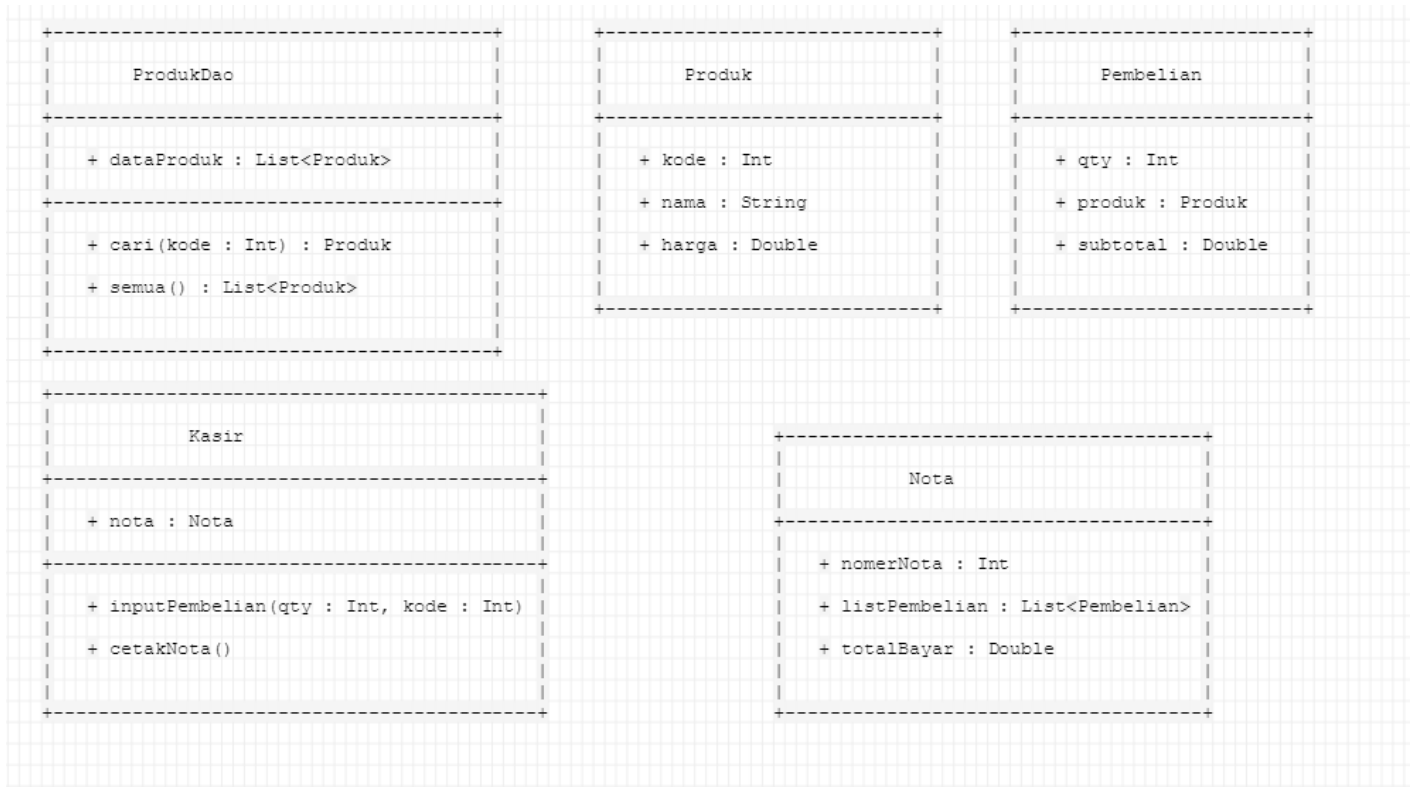 ProdukDao
+ dataProduk : List<Produk>
+ cari(kode : Int) : Produk
+ semua() : List<Produk>
Produk
+ kode : Int
+ nama : String
+ harga : Double
Pembelian
+ qty : Int
+ produk : Produk
+ subtotal : Double
Kasir
+ nota : Nota
+ inputPembelian(qty : Int, kode : Int)
+ cetakNota()
Nota
+ nomerNota : Int
+ listPembelian : List<Pembelian>
+ totalBayar : Double